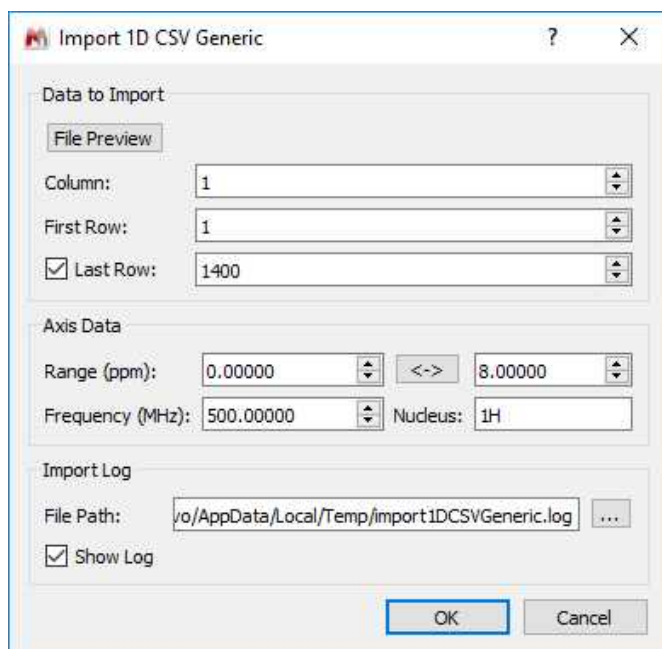 Import 1D CSV Generic ?
Data to Import
File Preview
Column: 1
First Row: 1
Last Row: 1400
Axis Data
Range (ppm): 0.00000 <-> 8.00000
Frequency (MHz): 500.00000 Nucleus: 1H
Import Log
File Path: vo/AppData/Local/Temp/import1DCSVGeneric.log ...
Show Log
OK Cancel